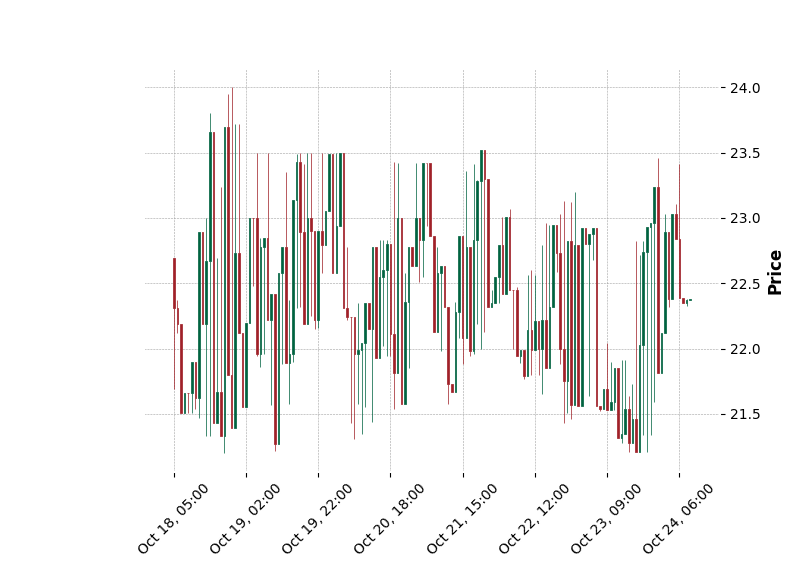 24.0
23.5
23.0
22.5
22.0
21.5
Price
Oct 18, 05:00
Oct 19, 02:00
Oct 19, 22:00
Oct 20, 18:00
Oct 21, 15:00
Oct 22, 12:00
Oct 23, 09:00
Oct 24, 06:00